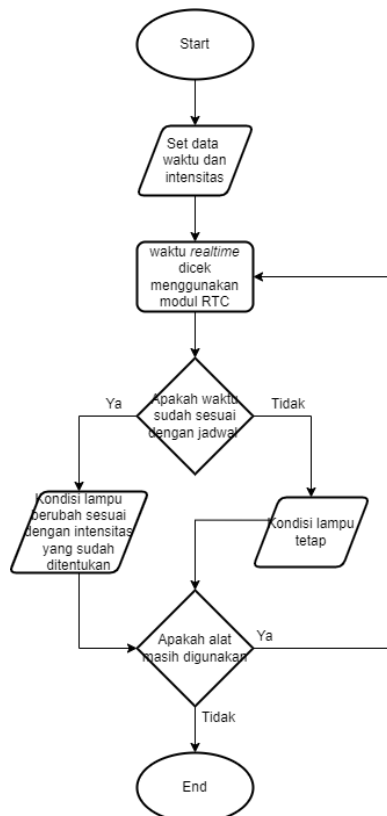 Start
Set data
waktu dan
intensitas
waktu realtime
dicek
menggunakan
modul RTC
Apakah waktu
sudah sesuai
dengan jadwal
Ya
Tidak
Kondisi lampu
berubah sesuai
dengan intensitas
yang sudah
ditentukan
Kondisi lampu
tetap
Apakah alat
masih digunakan
Ya
Tidak
End